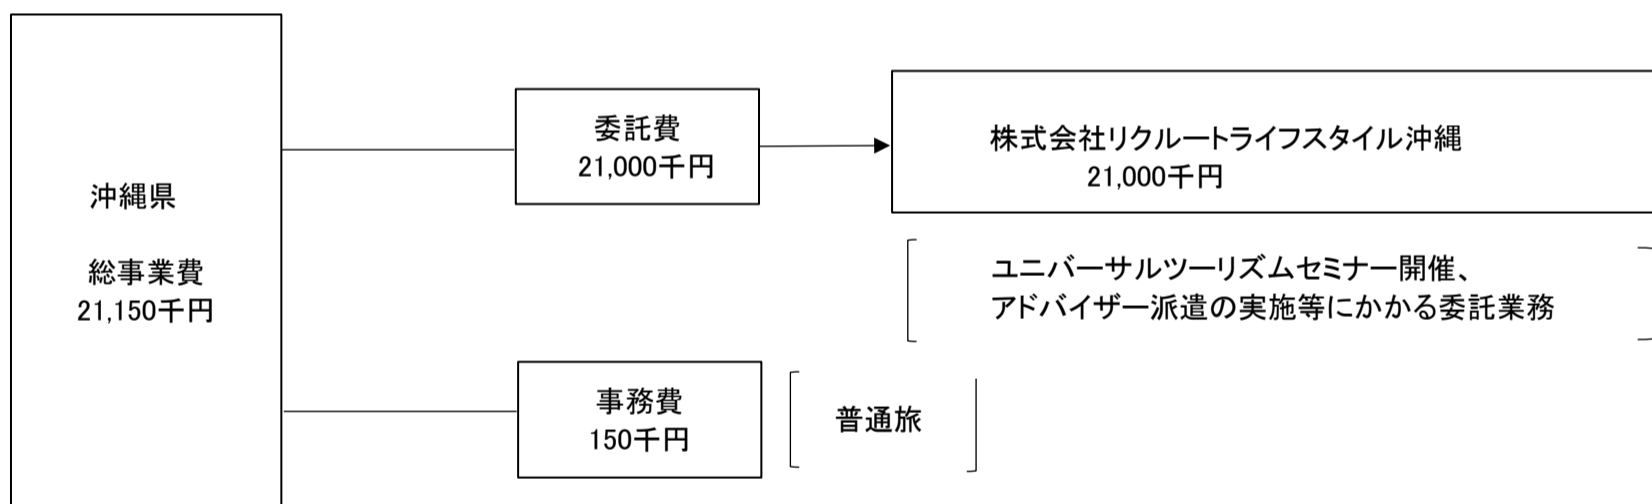 沖縄県
総事業費
21,150千円
委託費
21,000千円
株式会社リクルートライフスタイル沖縄
21,000千円
ユニバーサルツーリズムセミナー開催、
アドバイザー派遣の実施等にかかる委託業務
事務費
150千円
普通旅